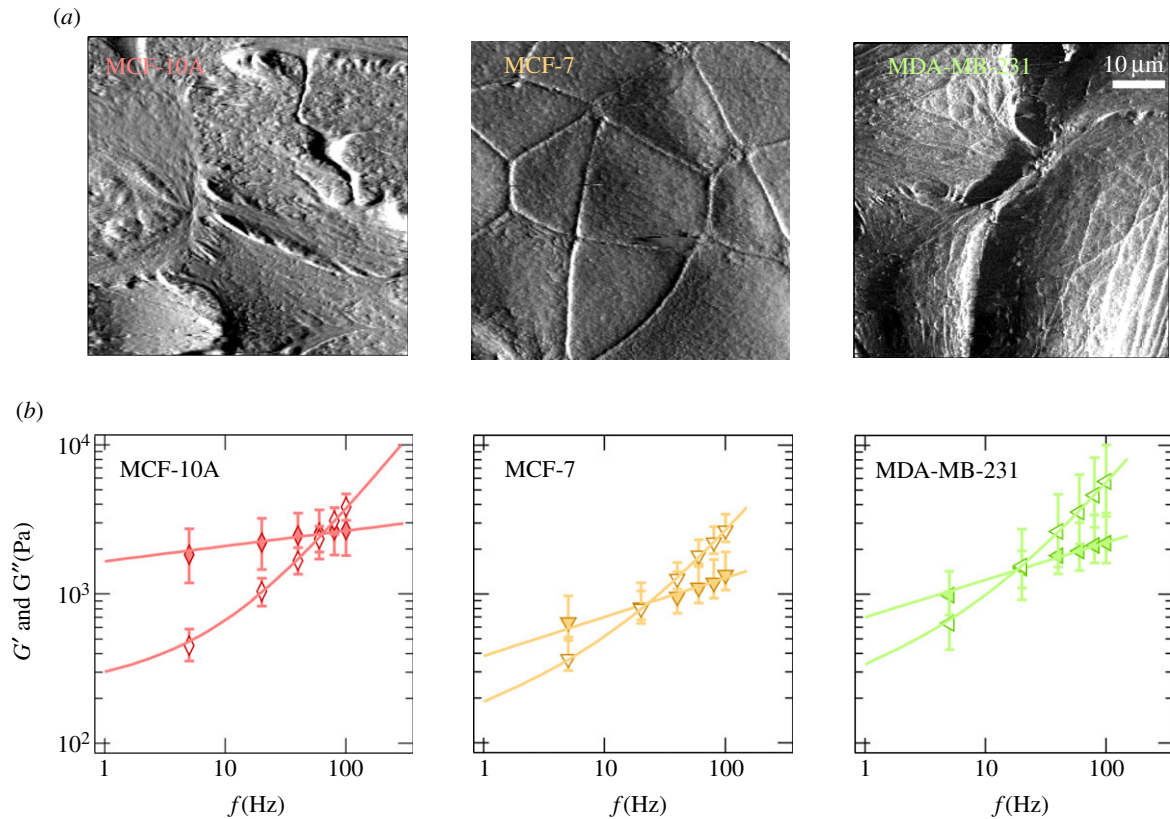 (a)
MCF-10A
MCF-7
MDA-MB-231
10 µm
(b)
10⁴
10³
10²
G′ and G″(Pa)
MCF-10A
1
10
100
f(Hz)
MCF-7
1
10
100
f(Hz)
MDA-MB-231
1
10
100
f(Hz)